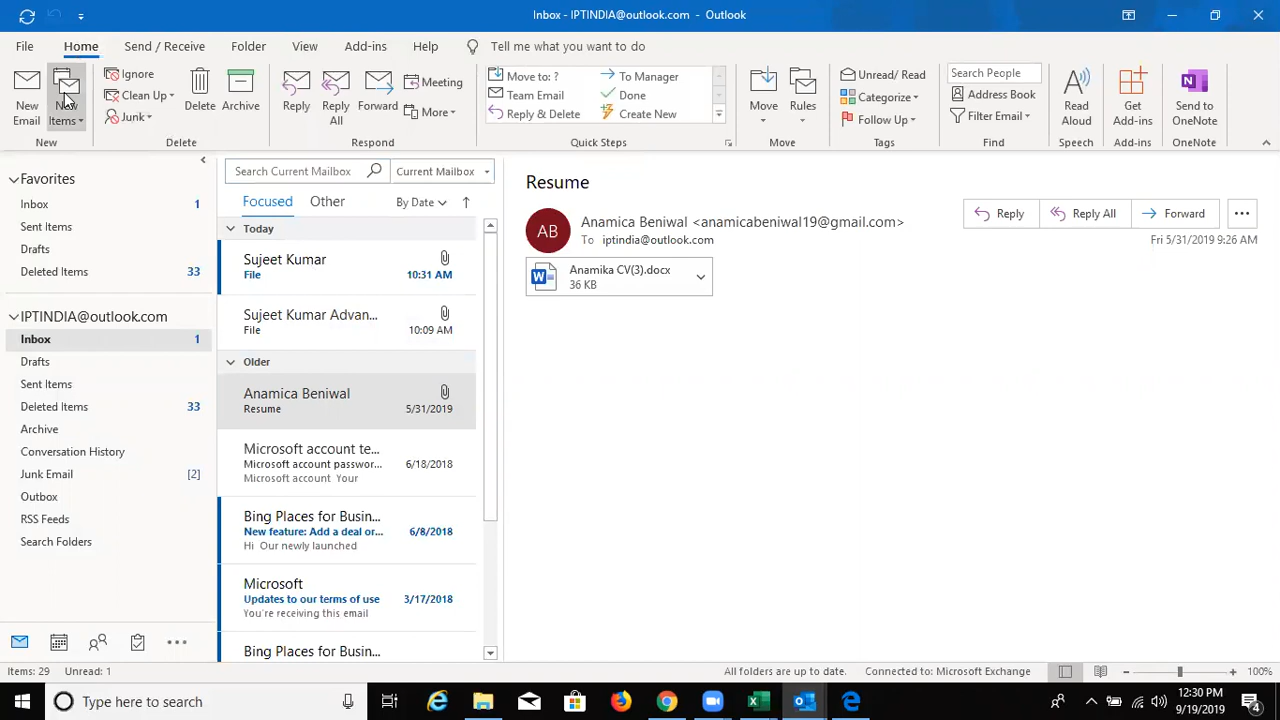 Inbox - IPTINDIA@outlook.com - Outlook
File Home Send / Receive Folder View Add-ins Help Tell me what you want to do
New Email
New Items
Ignore
Clean Up
Junk
Delete
Archive
Reply
Reply All
Forward
Meeting
More
Move to: ?
Team Email
Reply & Delete
To Manager
Done
Create New
Move
Rules
Unread/ Read
Categorize
Follow Up
Search People
Address Book
Filter Email
Read Aloud
Get Add-ins
Send to OneNote
New Delete Respond Quick Steps Move Tags Find Speech Add-ins OneNote
Favorites
Inbox 1
Sent Items
Drafts
Deleted Items 33
IPTINDIA@outlook.com
Inbox 1
Drafts
Sent Items
Deleted Items 33
Archive
Conversation History
Junk Email [2]
Outbox
RSS Feeds
Search Folders
Search Current Mailbox Current Mailbox
Focused Other By Date
Today
Sujeet Kumar
File 10:31 AM
Sujeet Kumar Advan...
File 10:09 AM
Older
Anamica Beniwal
Resume 5/31/2019
Microsoft account te...
Microsoft account passwor... 6/18/2018
Microsoft account Your
Bing Places for Busin...
New feature: Add a deal or... 6/8/2018
Hi Our newly launched
Microsoft
Updates to our terms of use 3/17/2018
You're receiving this email
Bing Places for Busin...
Resume
AB
Anamica Beniwal <anamicabeniwal19@gmail.com>
To iptindia@outlook.com
Reply Reply All Forward
Fri 5/31/2019 9:26 AM
Anamika CV(3).docx
36 KB
Items: 29 Unread: 1 All folders are up to date. Connected to: Microsoft Exchange 100%
Type here to search
12:30 PM
9/19/2019
4